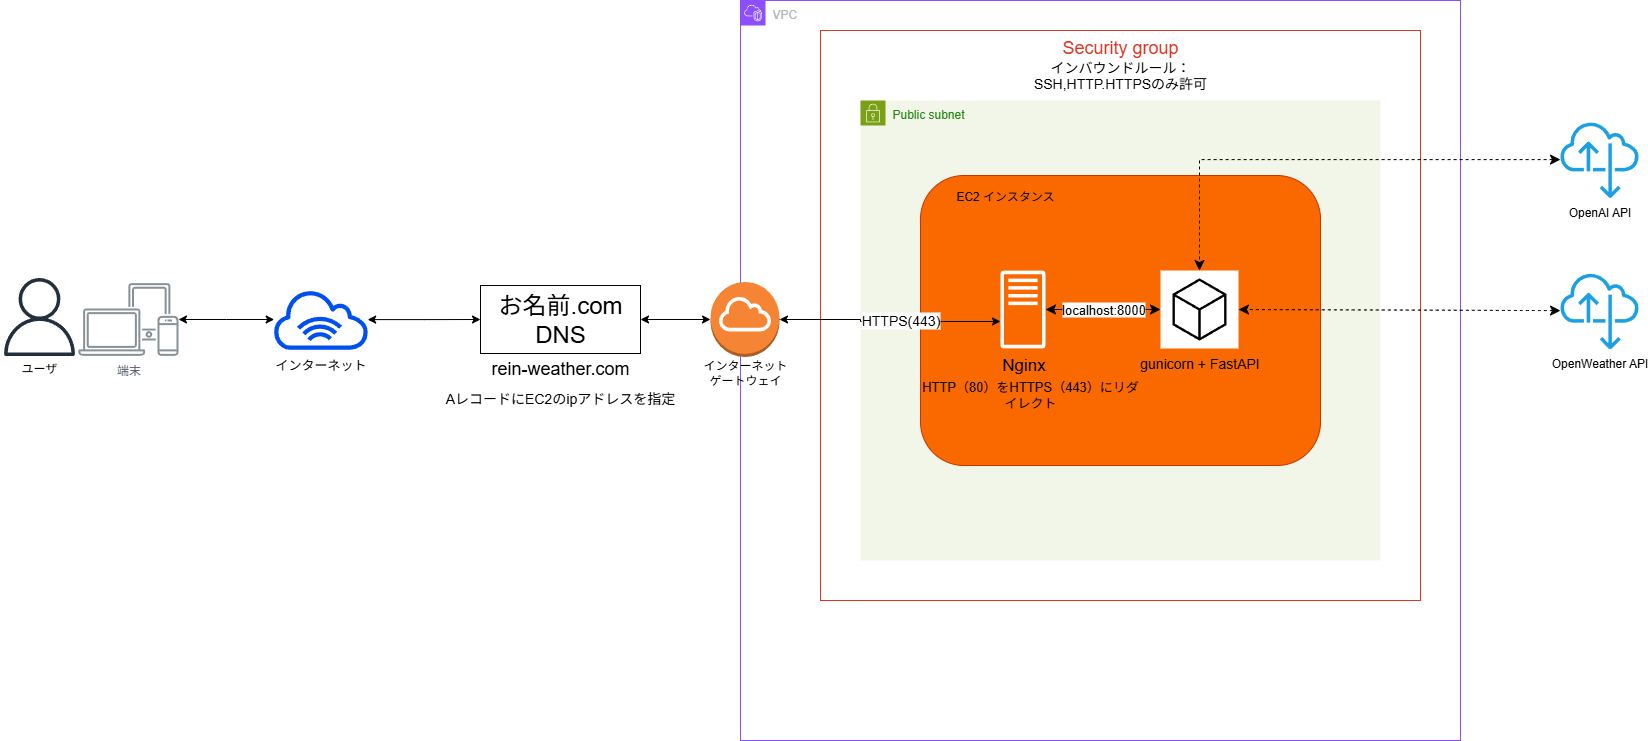 VPC
Security group
インバウンドルール：
SSH,HTTP.HTTPSのみ許可
Public subnet
EC2 インスタンス
OpenAI API
ユーザ
端末
インターネット
お名前.com
DNS
rein-weather.com
AレコードにEC2のipアドレスを指定
インターネット
ゲートウェイ
HTTPS(443)
localhost:8000
Nginx
HTTP（80）をHTTPS（443）にリダ
イレクト
gunicorn + FastAPI
OpenWeather API